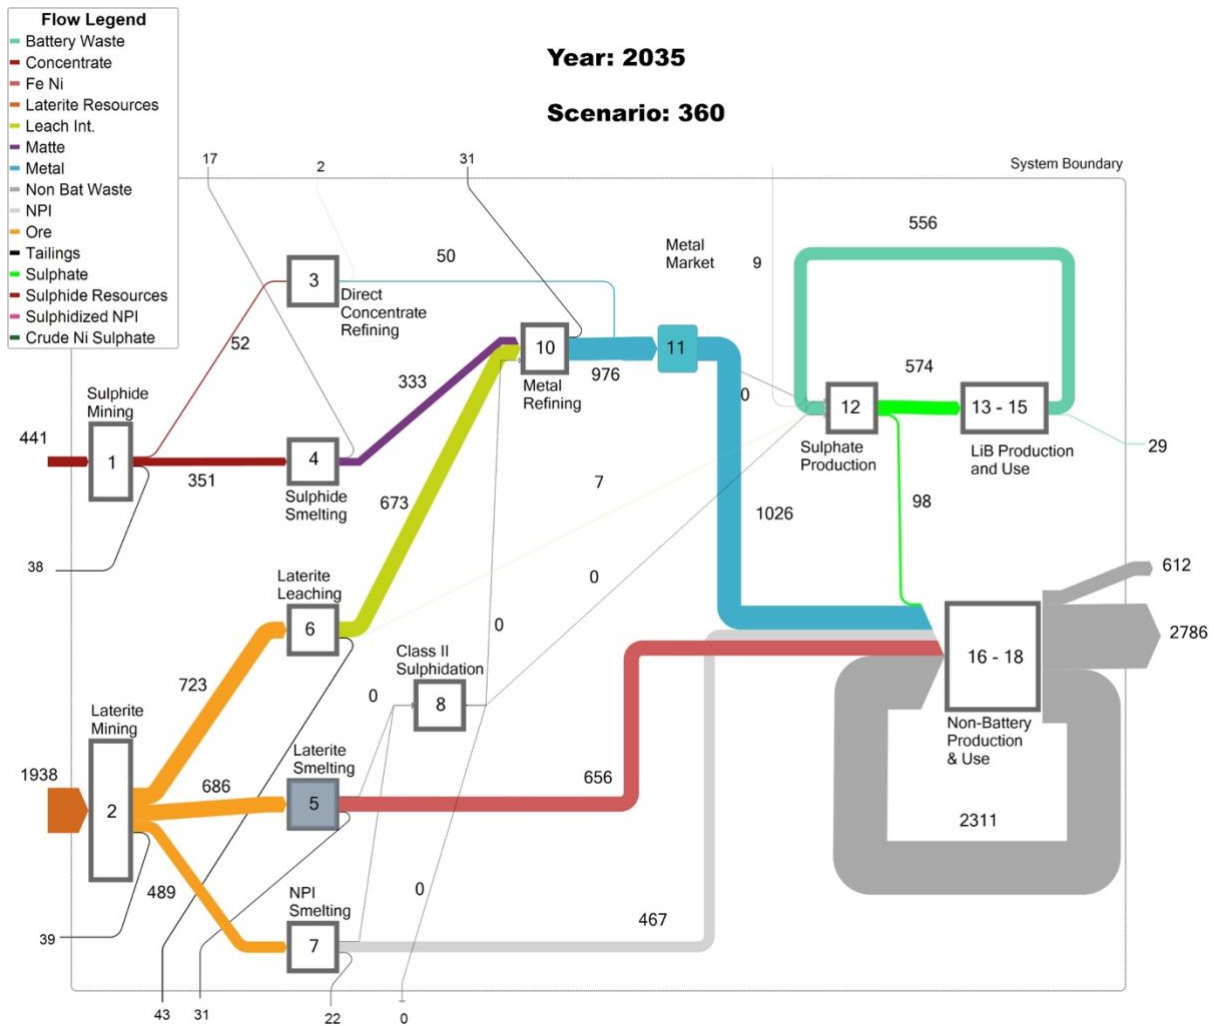 Flow Legend
Battery Waste
Concentrate
Fe Ni
Laterite Resources
Leach Int.
Matte
Metal
Non Bat Waste
NPI
Ore
Tailings
Sulphate
Sulphide Resources
Sulphidized NPI
Crude Ni Sulphate
Year: 2035
Scenario: 360
17
2
31
System Boundary
556
50
Metal
Market
9
3
Direct
Concentrate
Refining
52
10
Metal
Refining
976
11
574
333
0
12
Sulphate
Production
13 - 15
LiB Production
and Use
29
Sulphide
Mining
441
1
351
4
Sulphide
Smelting
38
673
7
1026
98
612
Laterite
Leaching
6
0
0
2786
16 - 18
Non-Battery
Production
& Use
Class II
Sulphidation
8
0
723
Laterite
Mining
1938
2
686
Laterite
Smelting
5
656
2311
489
NPI
Smelting
7
0
467
39
43
31
22
0